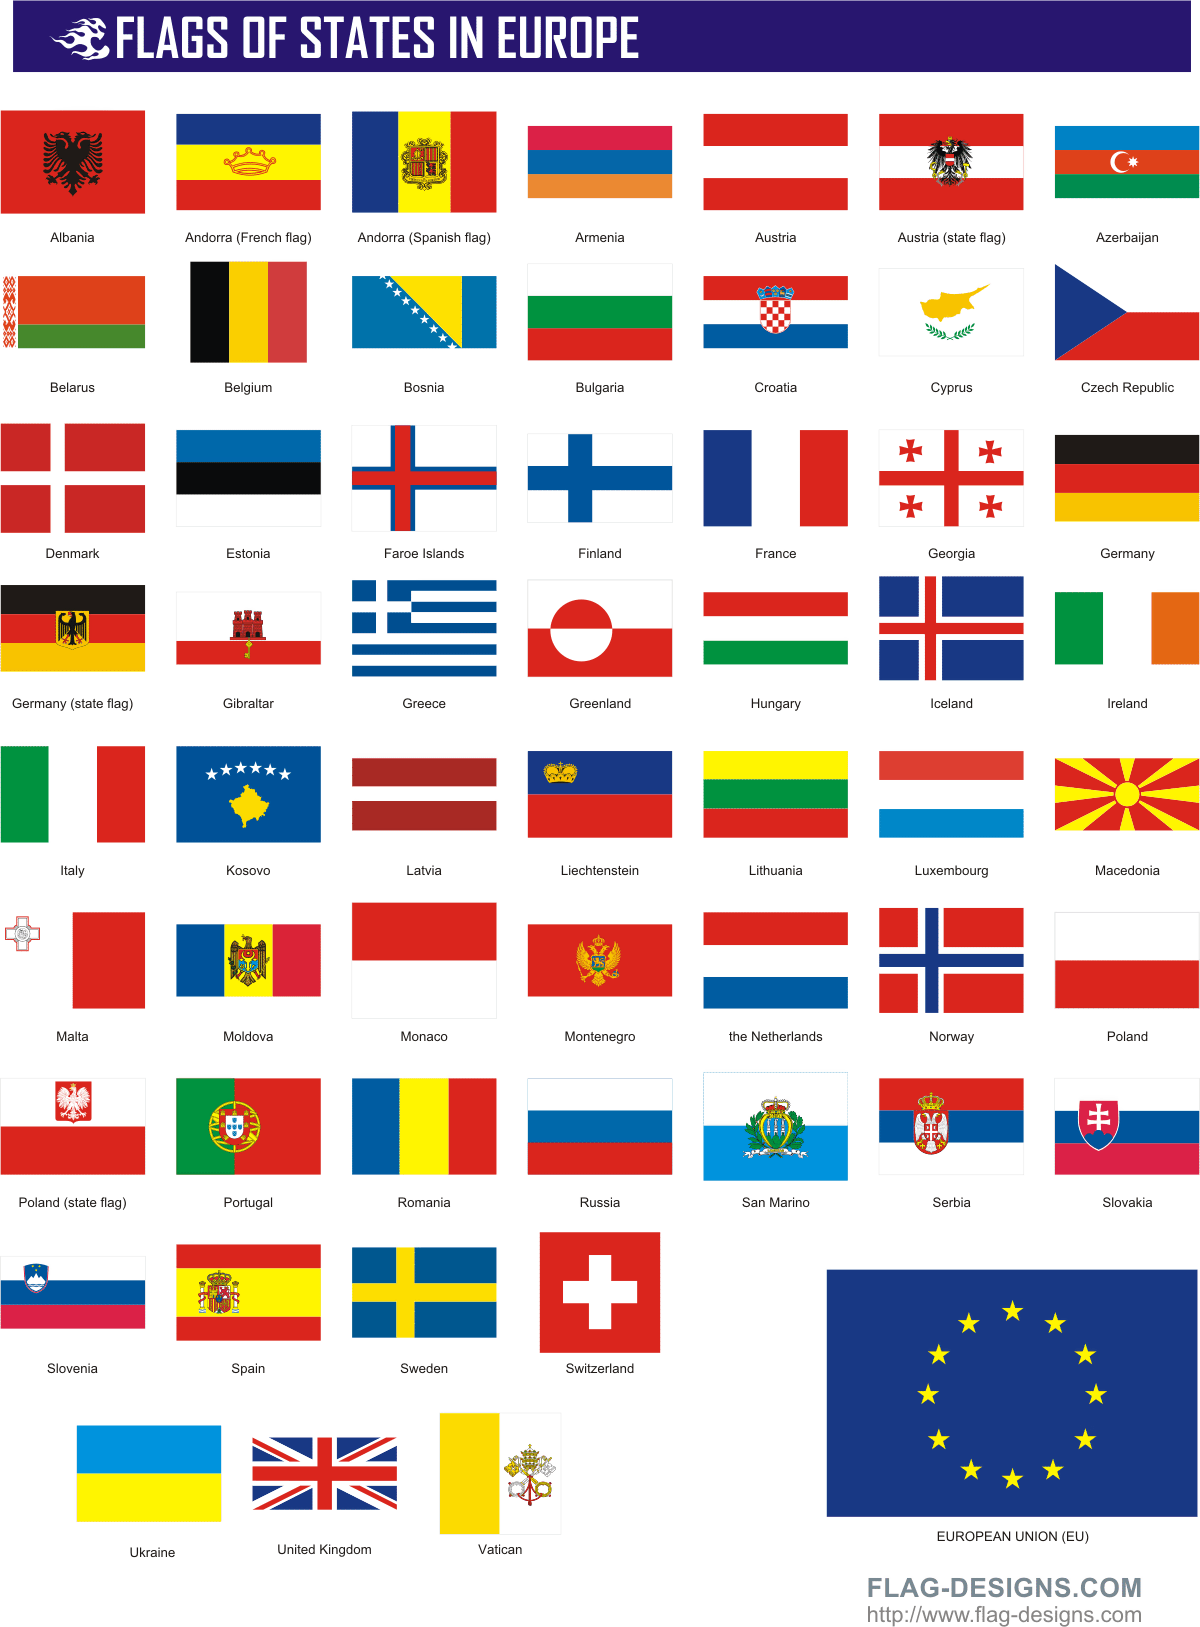 FLAGS OF STATES IN EUROPE
Albania
Andorra (French flag)
Andorra (Spanish flag)
Armenia
Austria
Austria (state flag)
Azerbaijan
Belarus
Belgium
Bosnia
Bulgaria
Croatia
Cyprus
Czech Republic
Denmark
Estonia
Faroe Islands
Finland
France
Georgia
Germany
Germany (state flag)
Gibraltar
Greece
Greenland
Hungary
Iceland
Ireland
Italy
Kosovo
Latvia
Liechtenstein
Lithuania
Luxembourg
Macedonia
Malta
Moldova
Monaco
Montenegro
the Netherlands
Norway
Poland
Poland (state flag)
Portugal
Romania
Russia
San Marino
Serbia
Slovakia
Slovenia
Spain
Sweden
Switzerland
Ukraine
United Kingdom
Vatican
EUROPEAN UNION (EU)
FLAG-DESIGNS.COM
http://www.flag-designs.com